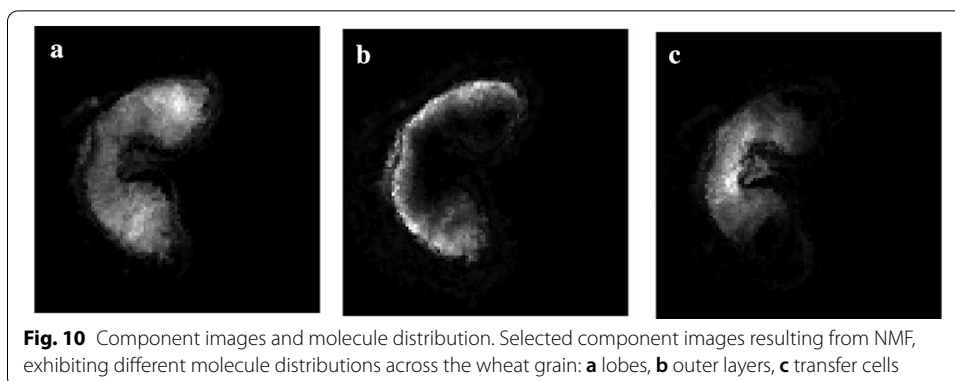 a
b
c
Fig. 10 Component images and molecule distribution. Selected component images resulting from NMF,
exhibiting different molecule distributions across the wheat grain: a lobes, b outer layers, c transfer cells